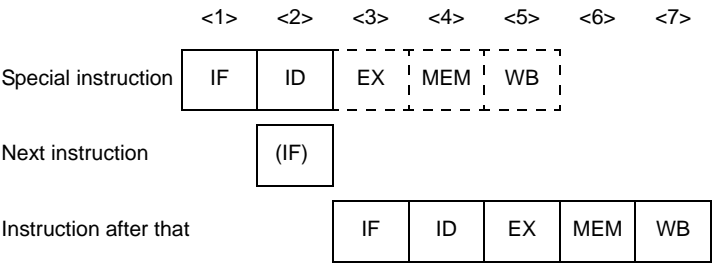 <1> <2> <3> <4> <5> <6> <7>
Special instruction IF ID EX MEM WB
Next instruction (IF)
Instruction after that IF ID EX MEM WB